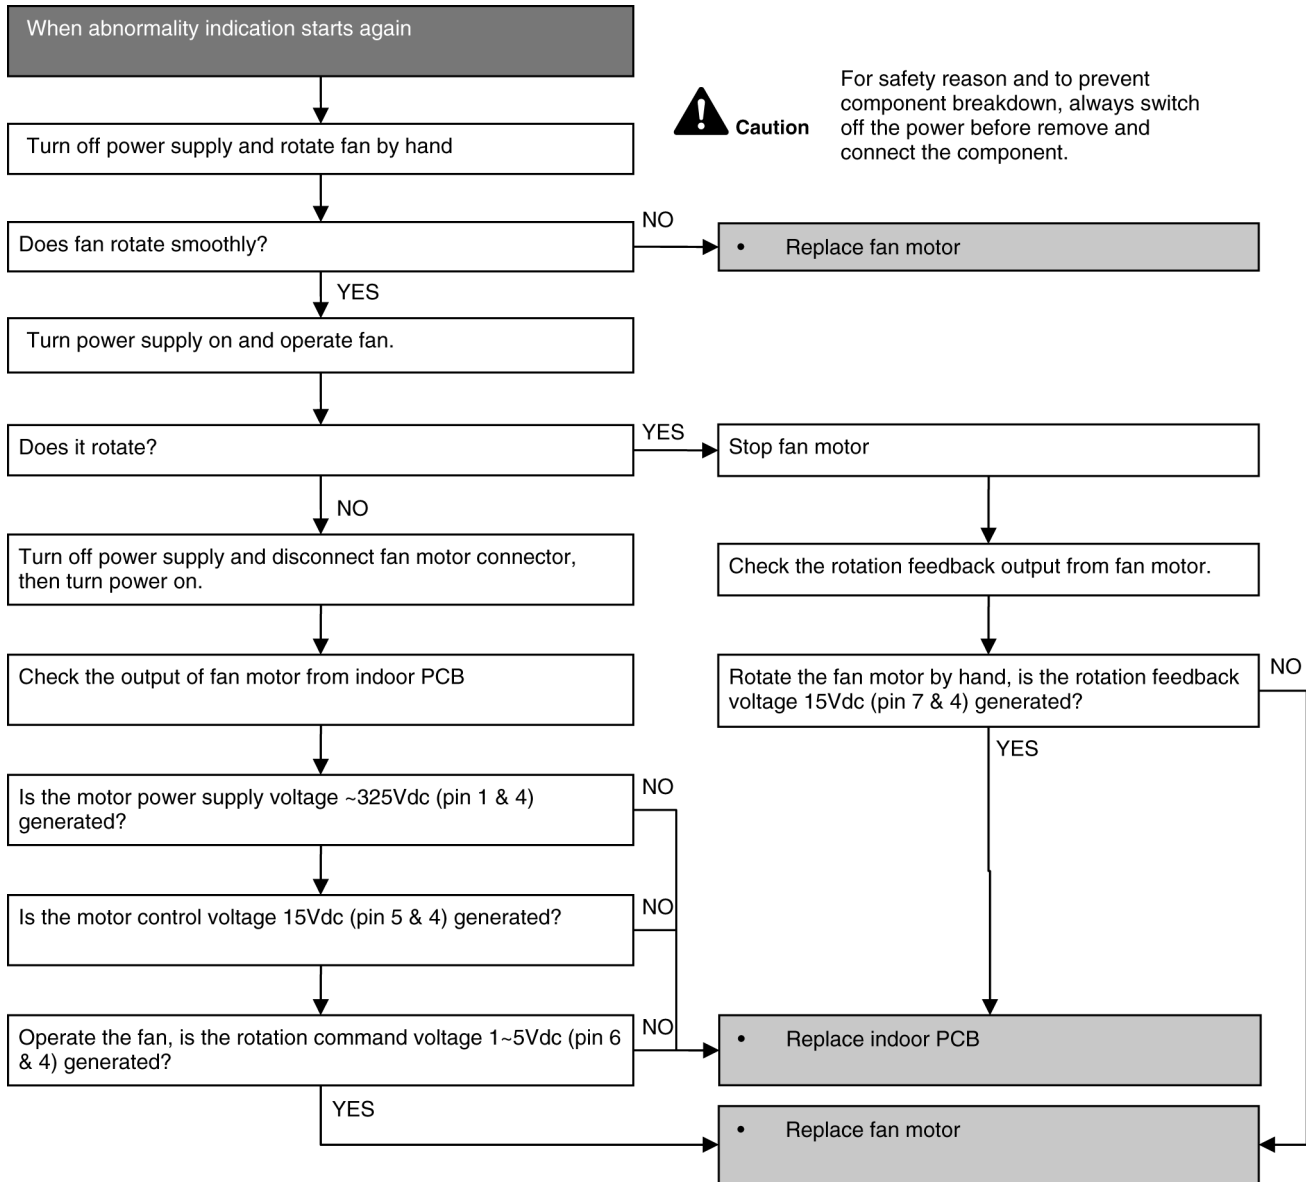 When abnormality indication starts again
For safety reason and to prevent
component breakdown, always switch
off the power before remove and
connect the component.
Caution
Turn off power supply and rotate fan by hand
Does fan rotate smoothly?
NO
• Replace fan motor
YES
Turn power supply on and operate fan.
Does it rotate?
YES
Stop fan motor
NO
Turn off power supply and disconnect fan motor connector,
then turn power on.
Check the rotation feedback output from fan motor.
Check the output of fan motor from indoor PCB
Rotate the fan motor by hand, is the rotation feedback
voltage 15Vdc (pin 7 & 4) generated?
NO
YES
Is the motor power supply voltage ~325Vdc (pin 1 & 4)
generated?
NO
Is the motor control voltage 15Vdc (pin 5 & 4) generated?
NO
Operate the fan, is the rotation command voltage 1~5Vdc (pin 6
& 4) generated?
NO
• Replace indoor PCB
YES
• Replace fan motor